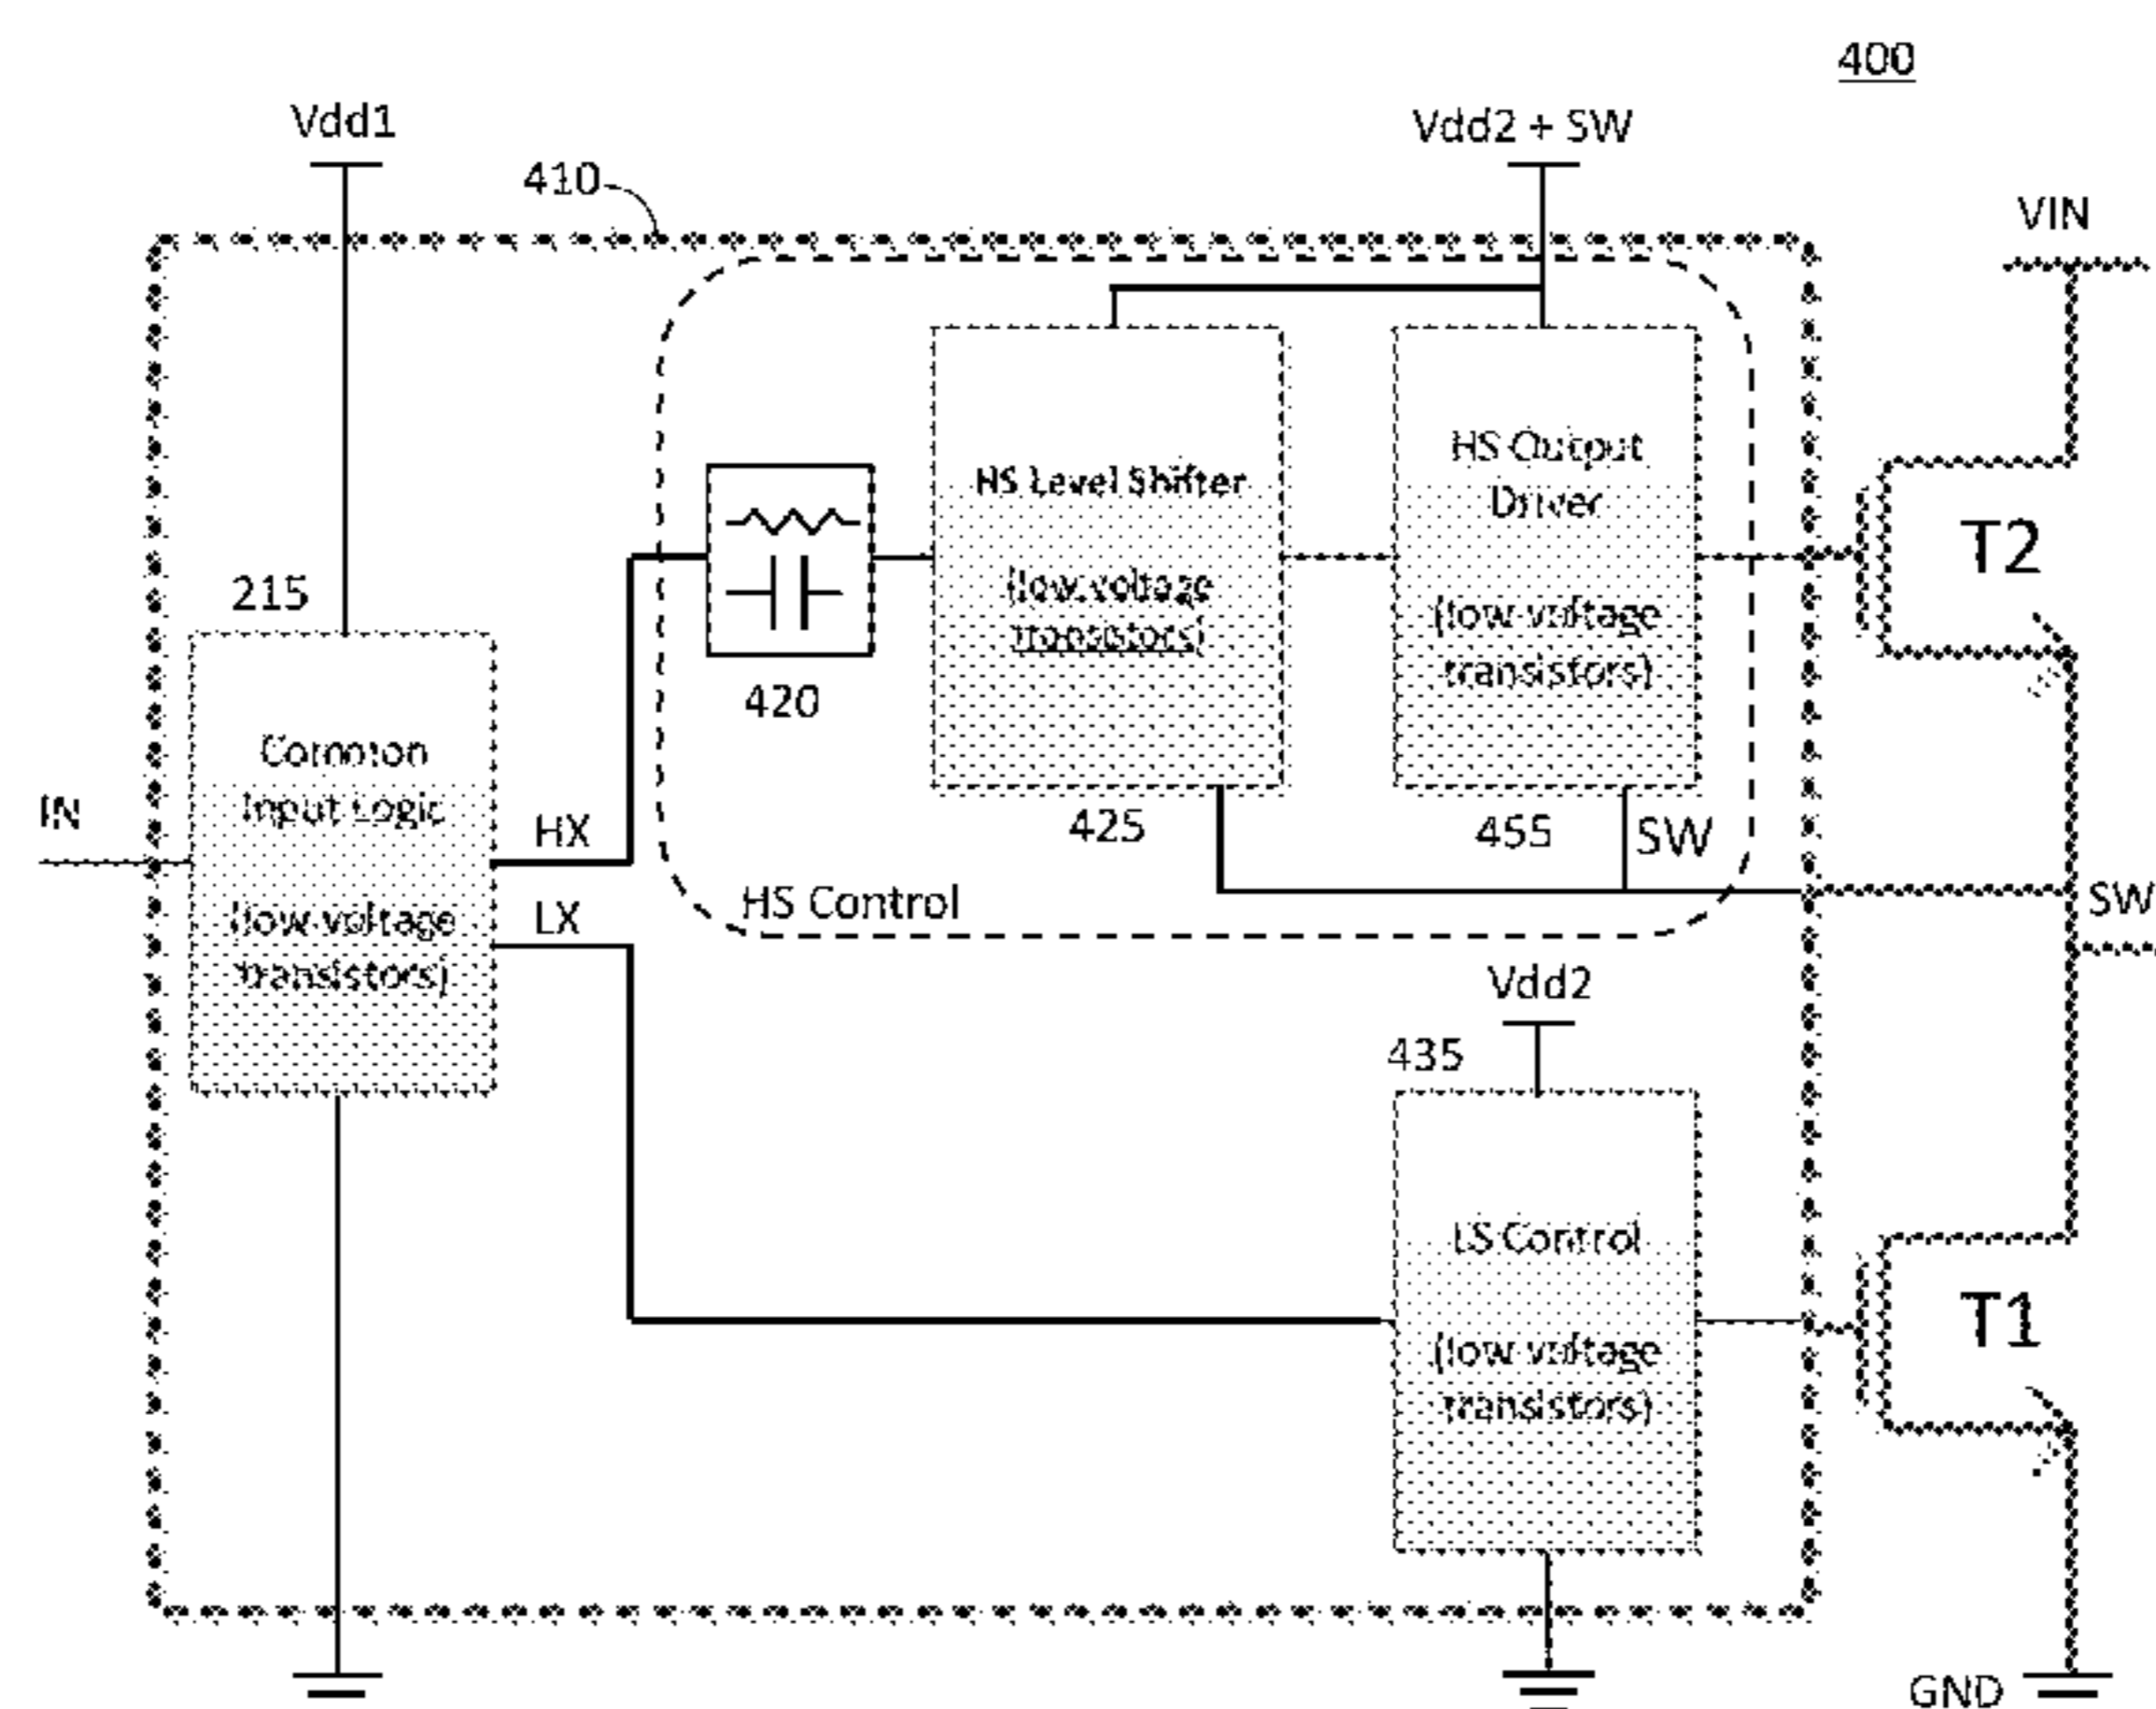 400
Vdd1
Vdd2 + SW
410
VIN
HS Level Shifter
(low voltage
transistors)
HS Output
Driver
(low voltage
transistors)
T2
215
420
Common
Input Logic
(low voltage
transistors)
IN
HX
LX
425
455
SW
HS Control
SW
Vdd2
435
LS Control
(low voltage
transistors)
T1
GND